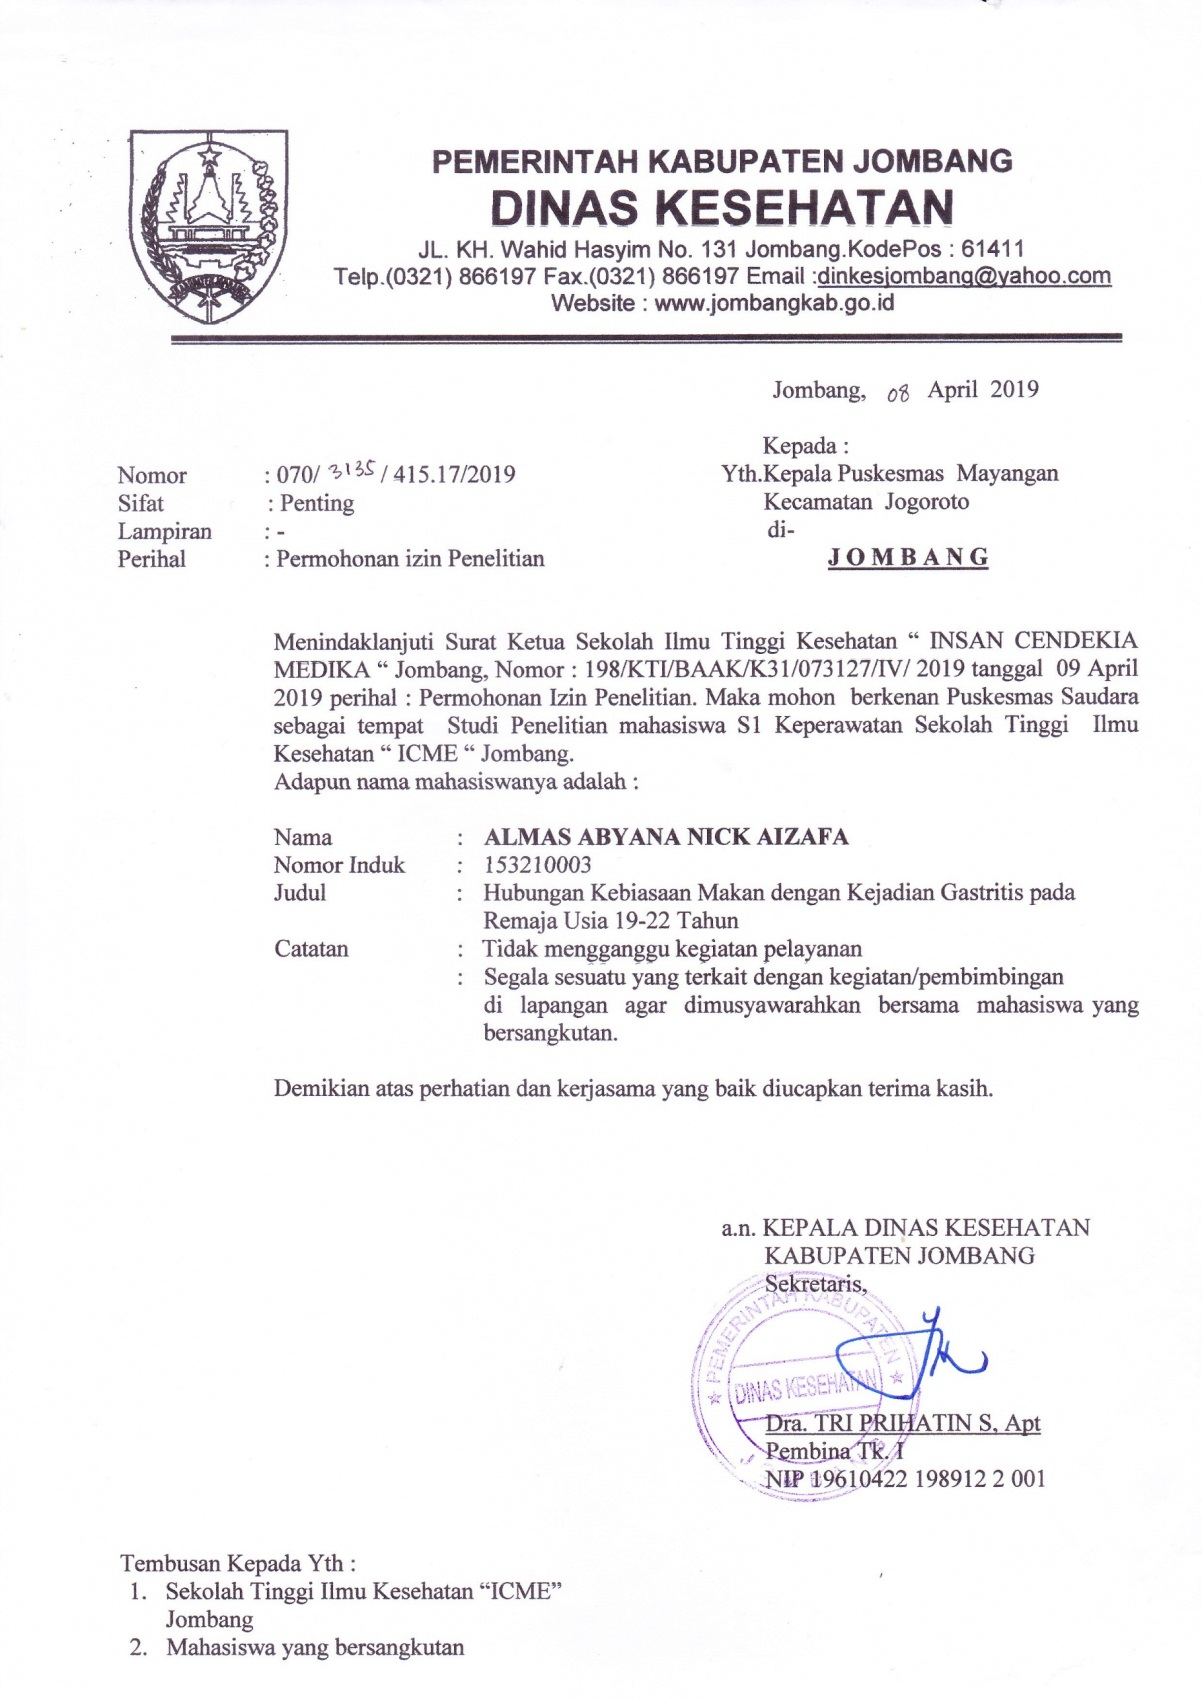 PEMERINTAH KABUPATEN JOMBANG
DINAS KESEHATAN
JL. KH. Wahid Hasyim No. 131 Jombang.KodePos : 61411
Telp.(0321) 866197 Fax.(0321) 866197 Email :dinkesjombang@yahoo.com
Website : www.jombangkab.go.id
Jombang, 08 April 2019
Kepada :
Yth.Kepala Puskesmas Mayangan
Kecamatan Jogoroto
di-
J O M B A N G
Nomor : 070/ 3135 / 415.17/2019
Sifat : Penting
Lampiran : -
Perihal : Permohonan izin Penelitian
Menindaklanjuti Surat Ketua Sekolah Ilmu Tinggi Kesehatan “ INSAN CENDEKIA
MEDIKA “ Jombang, Nomor : 198/KTI/BAAK/K31/073127/IV/ 2019 tanggal 09 April
2019 perihal : Permohonan Izin Penelitian. Maka mohon berkenan Puskesmas Saudara
sebagai tempat Studi Penelitian mahasiswa S1 Keperawatan Sekolah Tinggi Ilmu
Kesehatan “ ICME “ Jombang.
Adapun nama mahasiswanya adalah :
Nama : ALMAS ABYANA NICK AIZAFA
Nomor Induk : 153210003
Judul : Hubungan Kebiasaan Makan dengan Kejadian Gastritis pada
Remaja Usia 19-22 Tahun
Catatan : Tidak mengganggu kegiatan pelayanan
: Segala sesuatu yang terkait dengan kegiatan/pembimbingan
di lapangan agar dimusyawarahkan bersama mahasiswa yang
bersangkutan.
Demikian atas perhatian dan kerjasama yang baik diucapkan terima kasih.
a.n. KEPALA DINAS KESEHATAN
KABUPATEN JOMBANG
Sekretaris,
PEMERINTAH KABUPATEN
DINAS KESEHATAN
JOMBANG
Dra. TRI PRIHATIN S, Apt
Pembina Tk. I
NIP 19610422 198912 2 001
Tembusan Kepada Yth :
1. Sekolah Tinggi Ilmu Kesehatan “ICME”
Jombang
2. Mahasiswa yang bersangkutan